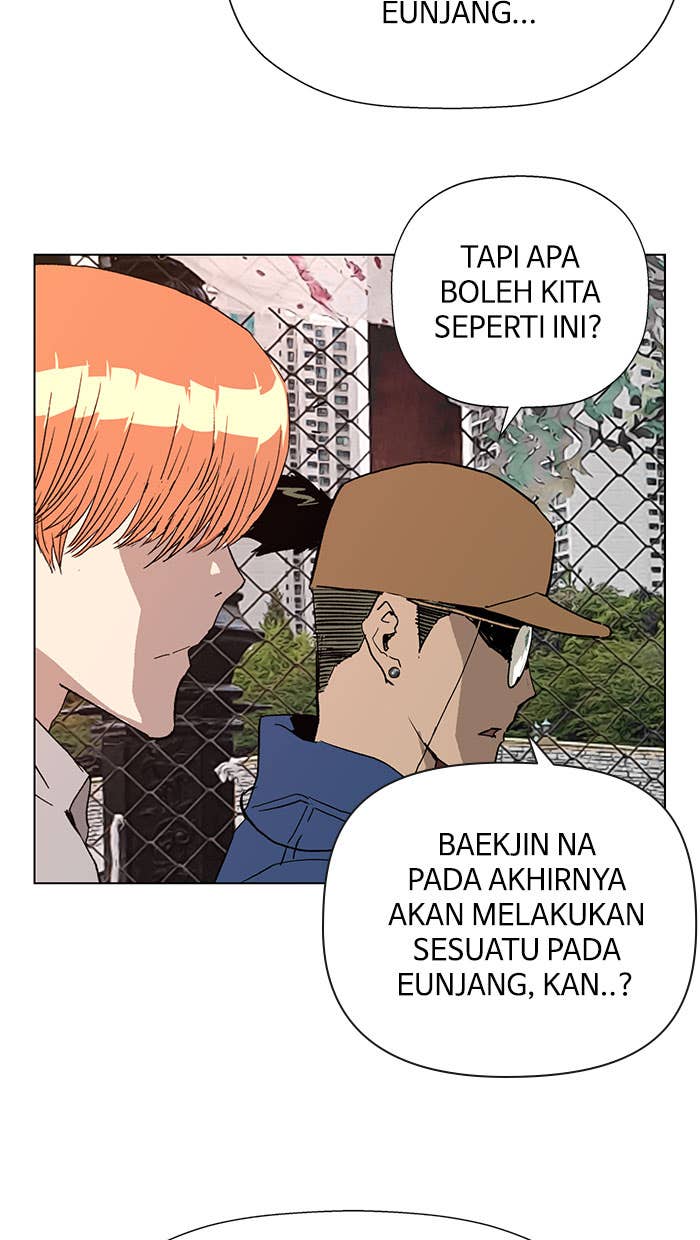 EUNJANG...
TAPI APA
BOLEH KITA
SEPERTI INI?
BAEKJIN NA
PADA AKHIRNYA
AKAN MELAKUKAN
SESUATU PADA
EUNJANG, KAN..?